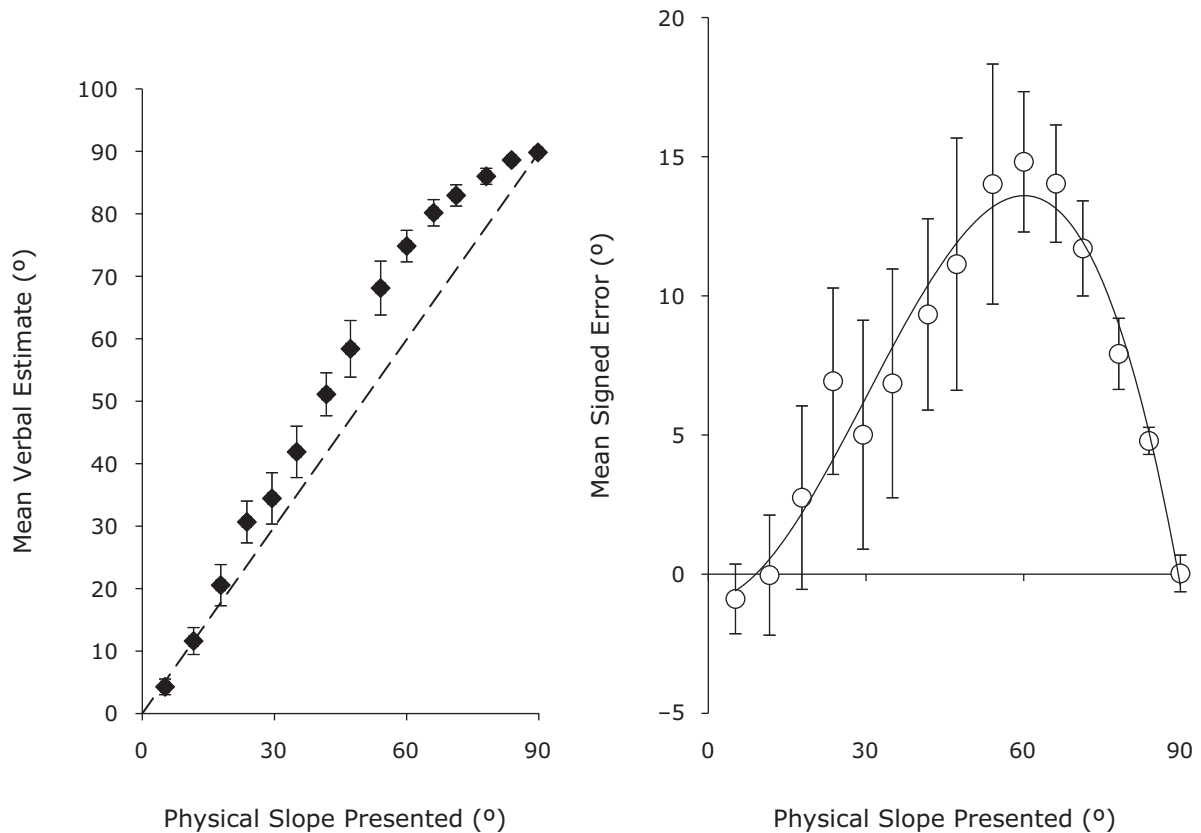 Mean Verbal Estimate (º)
100
90
80
70
60
50
40
30
20
10
0
0 30 60 90
Physical Slope Presented (º)
Mean Signed Error (º)
20
15
10
5
0
−5
0 30 60 90
Physical Slope Presented (º)